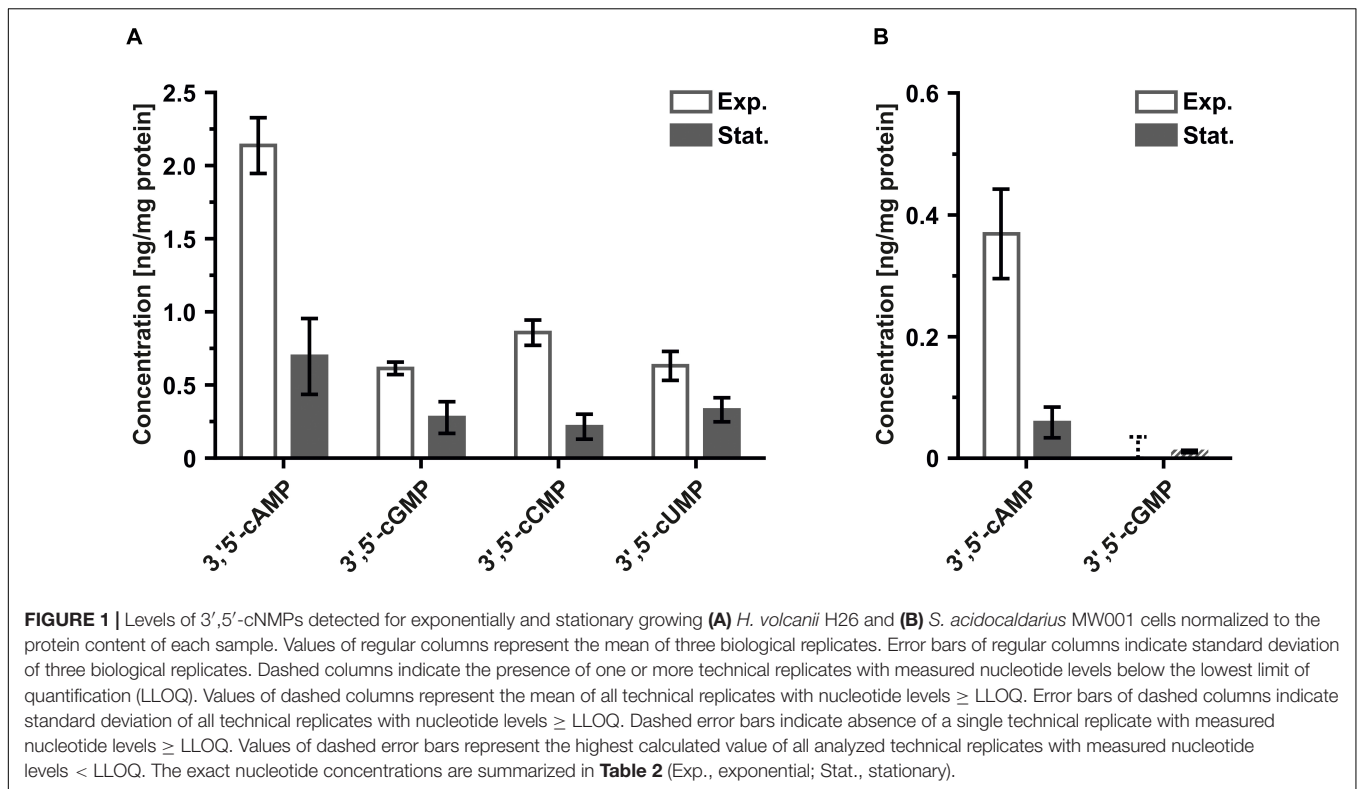 A
B
Concentration [ng/mg protein]
2.5
2.0
1.5
1.0
0.5
0
Exp.
Stat.
3,'5'-cAMP
3',5'-cGMP
3',5'-cCMP
3',5'-cUMP
Concentration [ng/mg protein]
0.6
0.4
0.2
0
Exp.
Stat.
3',5'-cAMP
3',5'-cGMP
FIGURE 1 | Levels of 3′,5′-cNMPs detected for exponentially and stationary growing (A) H. volcanii H26 and (B) S. acidocaldarius MW001 cells normalized to the
protein content of each sample. Values of regular columns represent the mean of three biological replicates. Error bars of regular columns indicate standard deviation
of three biological replicates. Dashed columns indicate the presence of one or more technical replicates with measured nucleotide levels below the lowest limit of
quantification (LLOQ). Values of dashed columns represent the mean of all technical replicates with nucleotide levels ≥ LLOQ. Error bars of dashed columns indicate
standard deviation of all technical replicates with nucleotide levels ≥ LLOQ. Dashed error bars indicate absence of a single technical replicate with measured
nucleotide levels ≥ LLOQ. Values of dashed error bars represent the highest calculated value of all analyzed technical replicates with measured nucleotide
levels < LLOQ. The exact nucleotide concentrations are summarized in Table 2 (Exp., exponential; Stat., stationary).